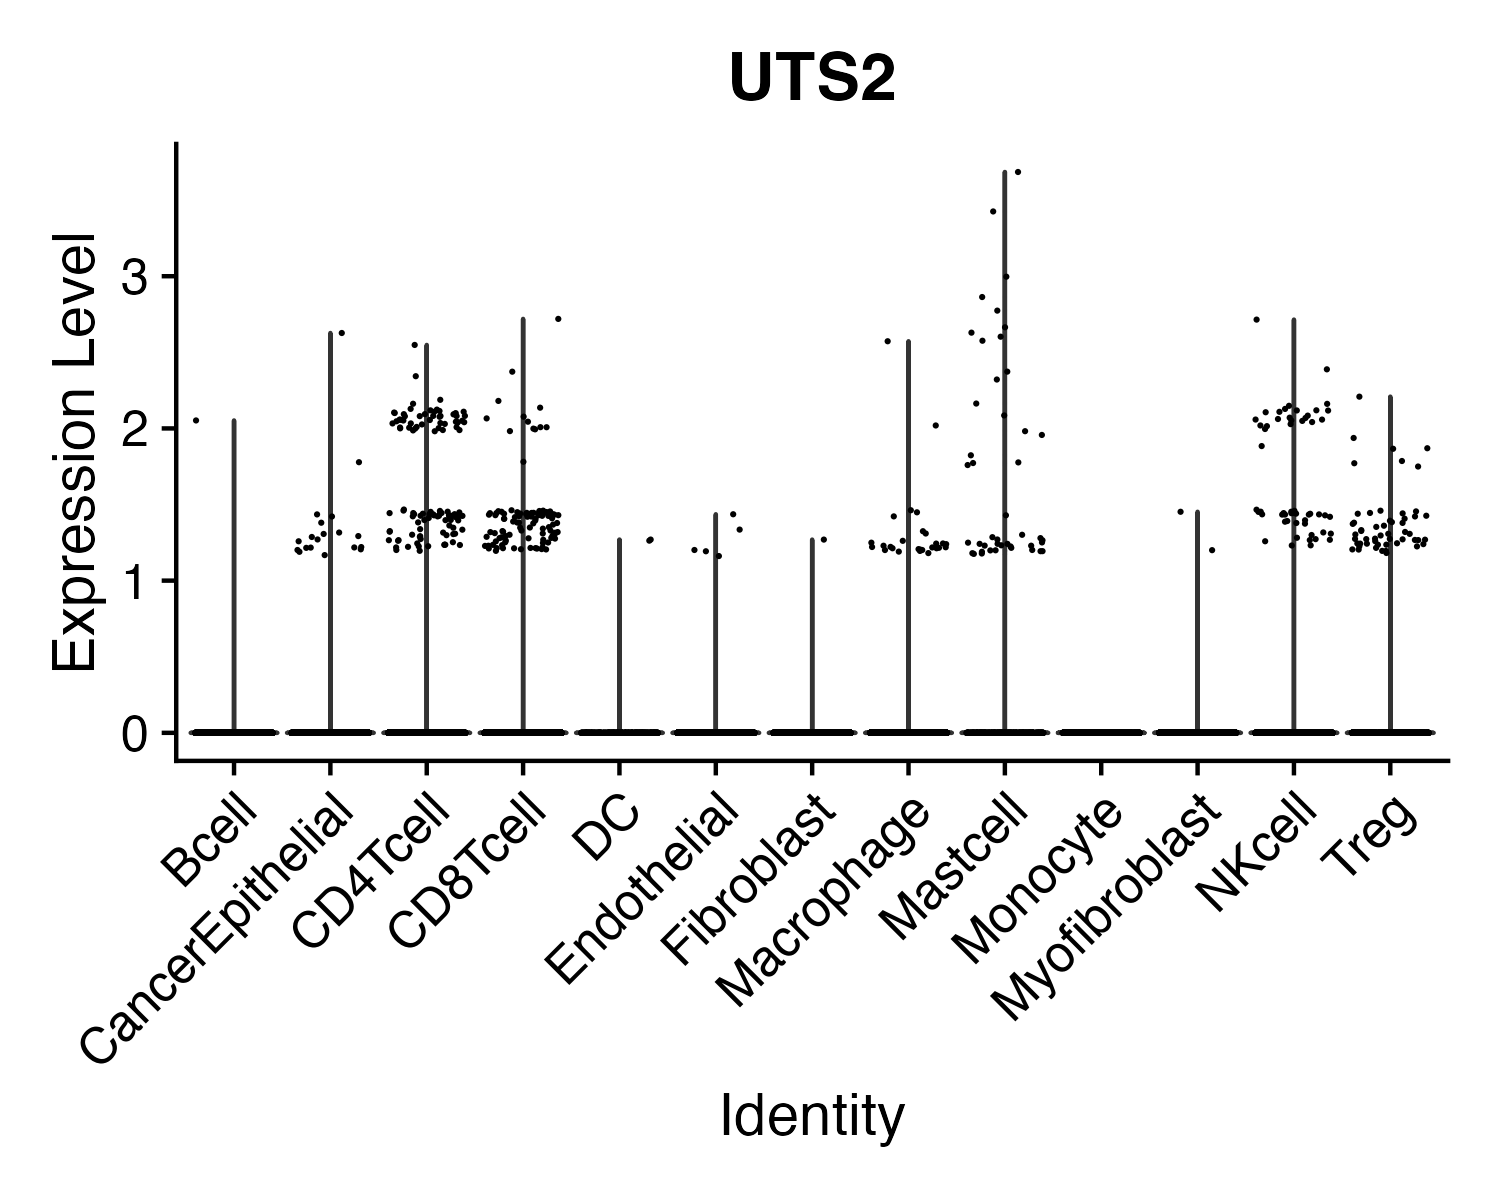 UTS2
Expression Level
3
2
1
0
Bcell
CancerEpithelial
CD4Tcell
CD8Tcell
DC
Endothelial
Fibroblast
Macrophage
Mastcell
Monocyte
Myofibroblast
NKcell
Treg
Identity